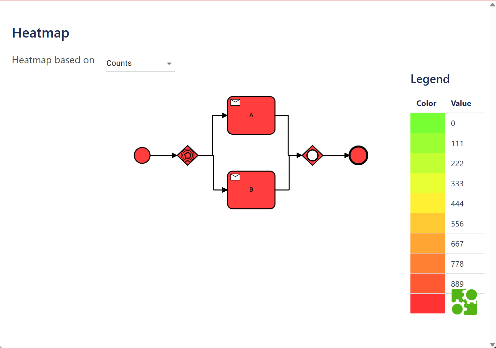 Heatmap
Heatmap based on Counts
Legend
Color Value
0
111
222
333
444
556
667
778
889
A
B